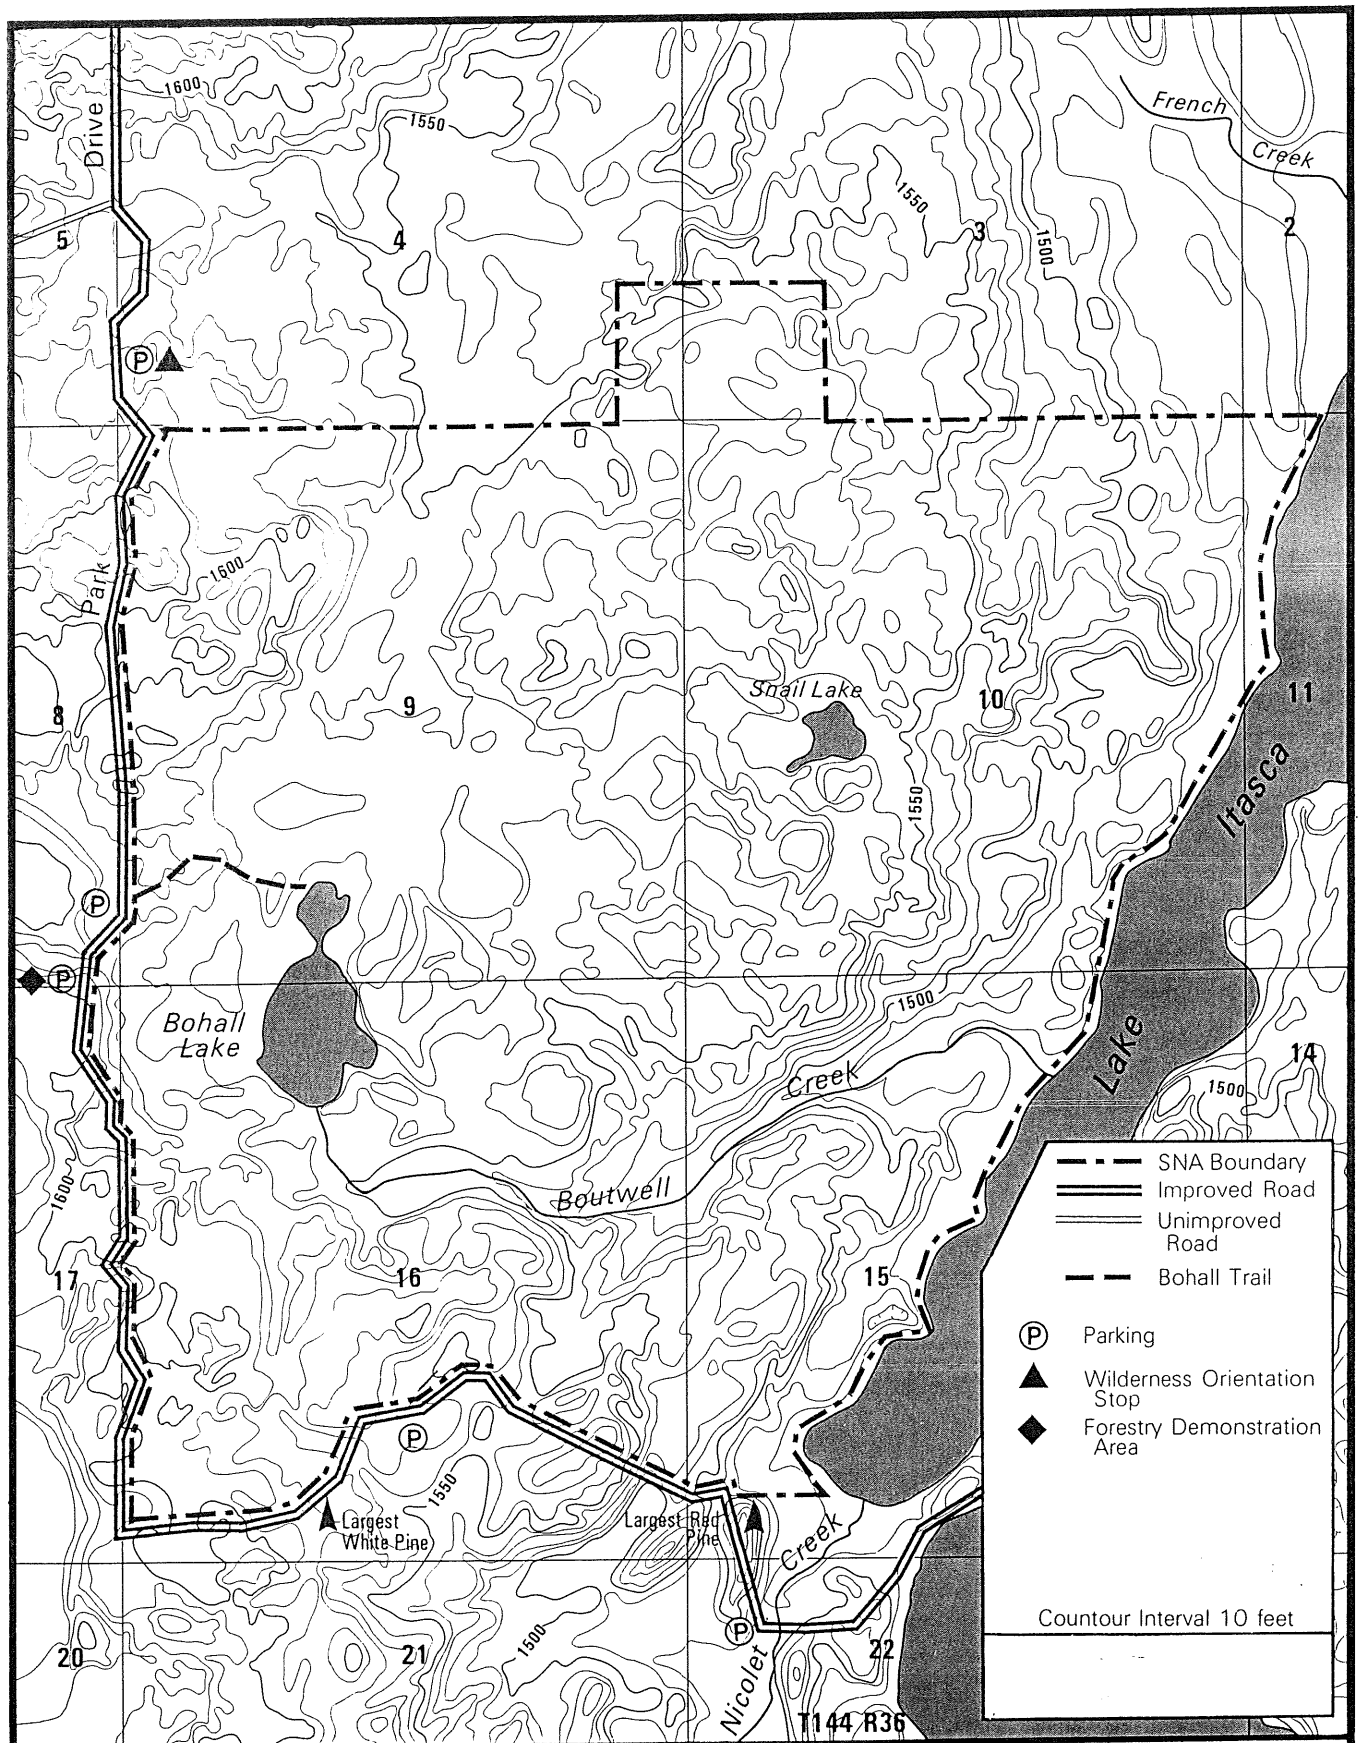 1600
1550
French
Creek
Drive
5
4
1550
3
1500
2
P
1600
Park
Snail Lake
8
9
10
11
Itasca
1550
P
P
Bohall
Lake
1500
Creek
Lake
14
1500
Boutwell
1600
17
16
15
SNA Boundary
Improved Road
Unimproved
Road
Bohall Trail
P Parking
Wilderness Orientation
Stop
Forestry Demonstration
Area
P
1550
Largest
White Pine
Largest Red
Pine
Creek
Countour Interval 10 feet
P
20
21
1500
22
Nicolet
T144 R36